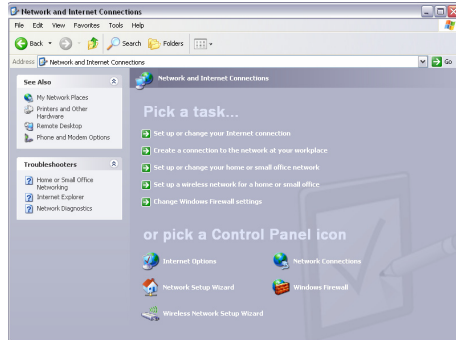 Network and Internet Connections
File Edit View Favorites Tools Help
Back Search Folders
Address Network and Internet Connections Go
See Also
My Network Places
Printers and Other
Hardware
Remote Desktop
Phone and Modem Options
Troubleshooters
Home or Small Office
Networking
Internet Explorer
Network Diagnostics
Network and Internet Connections
Pick a task...
Set up or change your Internet connection
Create a connection to the network at your workplace
Set up or change your home or small office network
Set up a wireless network for a home or small office
Change Windows Firewall settings
or pick a Control Panel icon
Internet Options Network Connections
Network Setup Wizard Windows Firewall
Wireless Network Setup Wizard